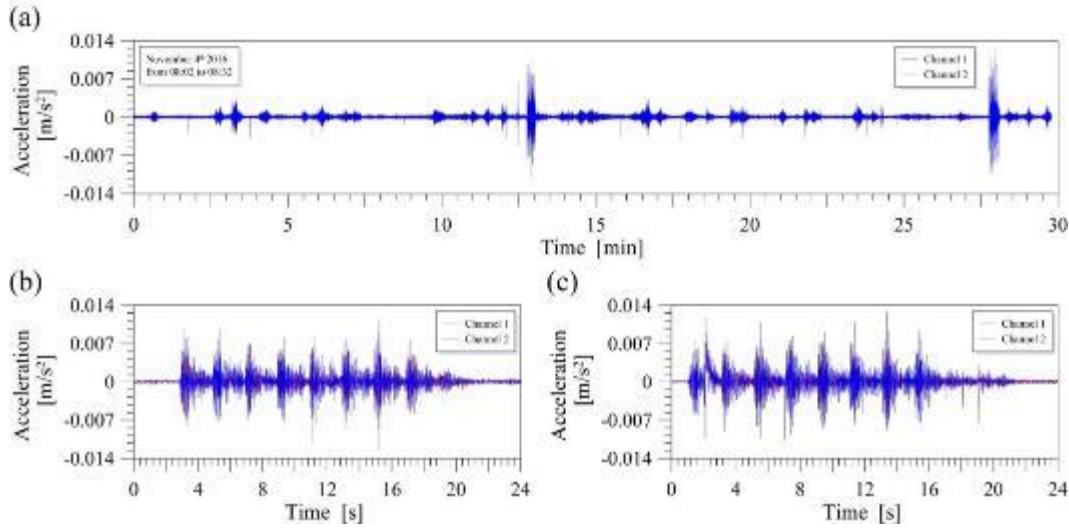 (a)
0.014
0.007
0
-0.007
-0.014
Acceleration
[m/s²]
November 4th 2016
from 08:02 to 08:32
Channel 1
Channel 2
0 5 10 15 20 25 30
Time [min]
(b)
0.014
0.007
0
-0.007
-0.014
Acceleration
[m/s²]
Channel 1
Channel 2
0 4 8 12 16 20 24
Time [s]
(c)
0.014
0.007
0
-0.007
-0.014
Acceleration
[m/s²]
Channel 1
Channel 2
0 4 8 12 16 20 24
Time [s]